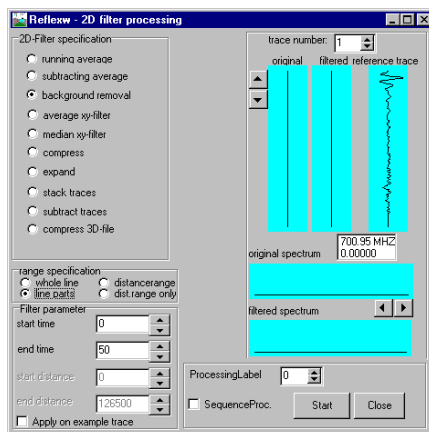 Reflexw - 2D filter processing
2D-Filter specification
running average
subtracting average
background removal
average xy-filter
median xy-filter
compress
expand
stack traces
subtract traces
compress 3D-file
range specification
whole line distancerange
line parts dist.range only
Filter parameter
start time 0
end time 50
start distance 0
end distance 126500
Apply on example trace
trace number: 1
original filtered reference trace
700.95 MHZ
original spectrum 0.00000
filtered spectrum
ProcessingLabel 0
SequenceProc. Start Close